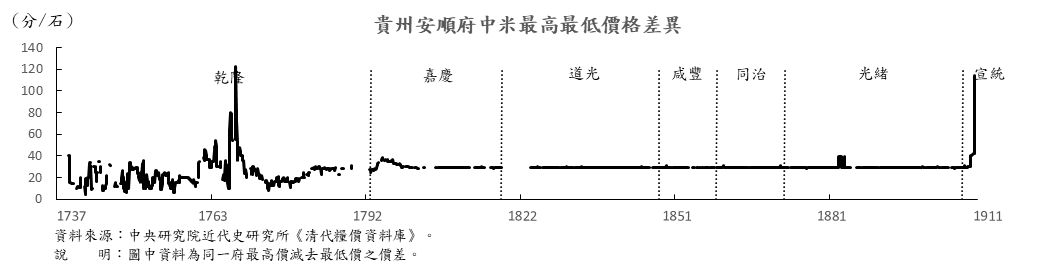 (分/石)
貴州安順府中米最高最低價格差異
140
120
100
80
60
40
20
0
乾隆
嘉慶
道光
咸豐
同治
光緒
宣統
1737
1763
1792
1822
1851
1881
1911
資料來源：中央研究院近代史研究所《清代糧價資料庫》。
說　　明：圖中資料為同一府最高價減去最低價之價差。